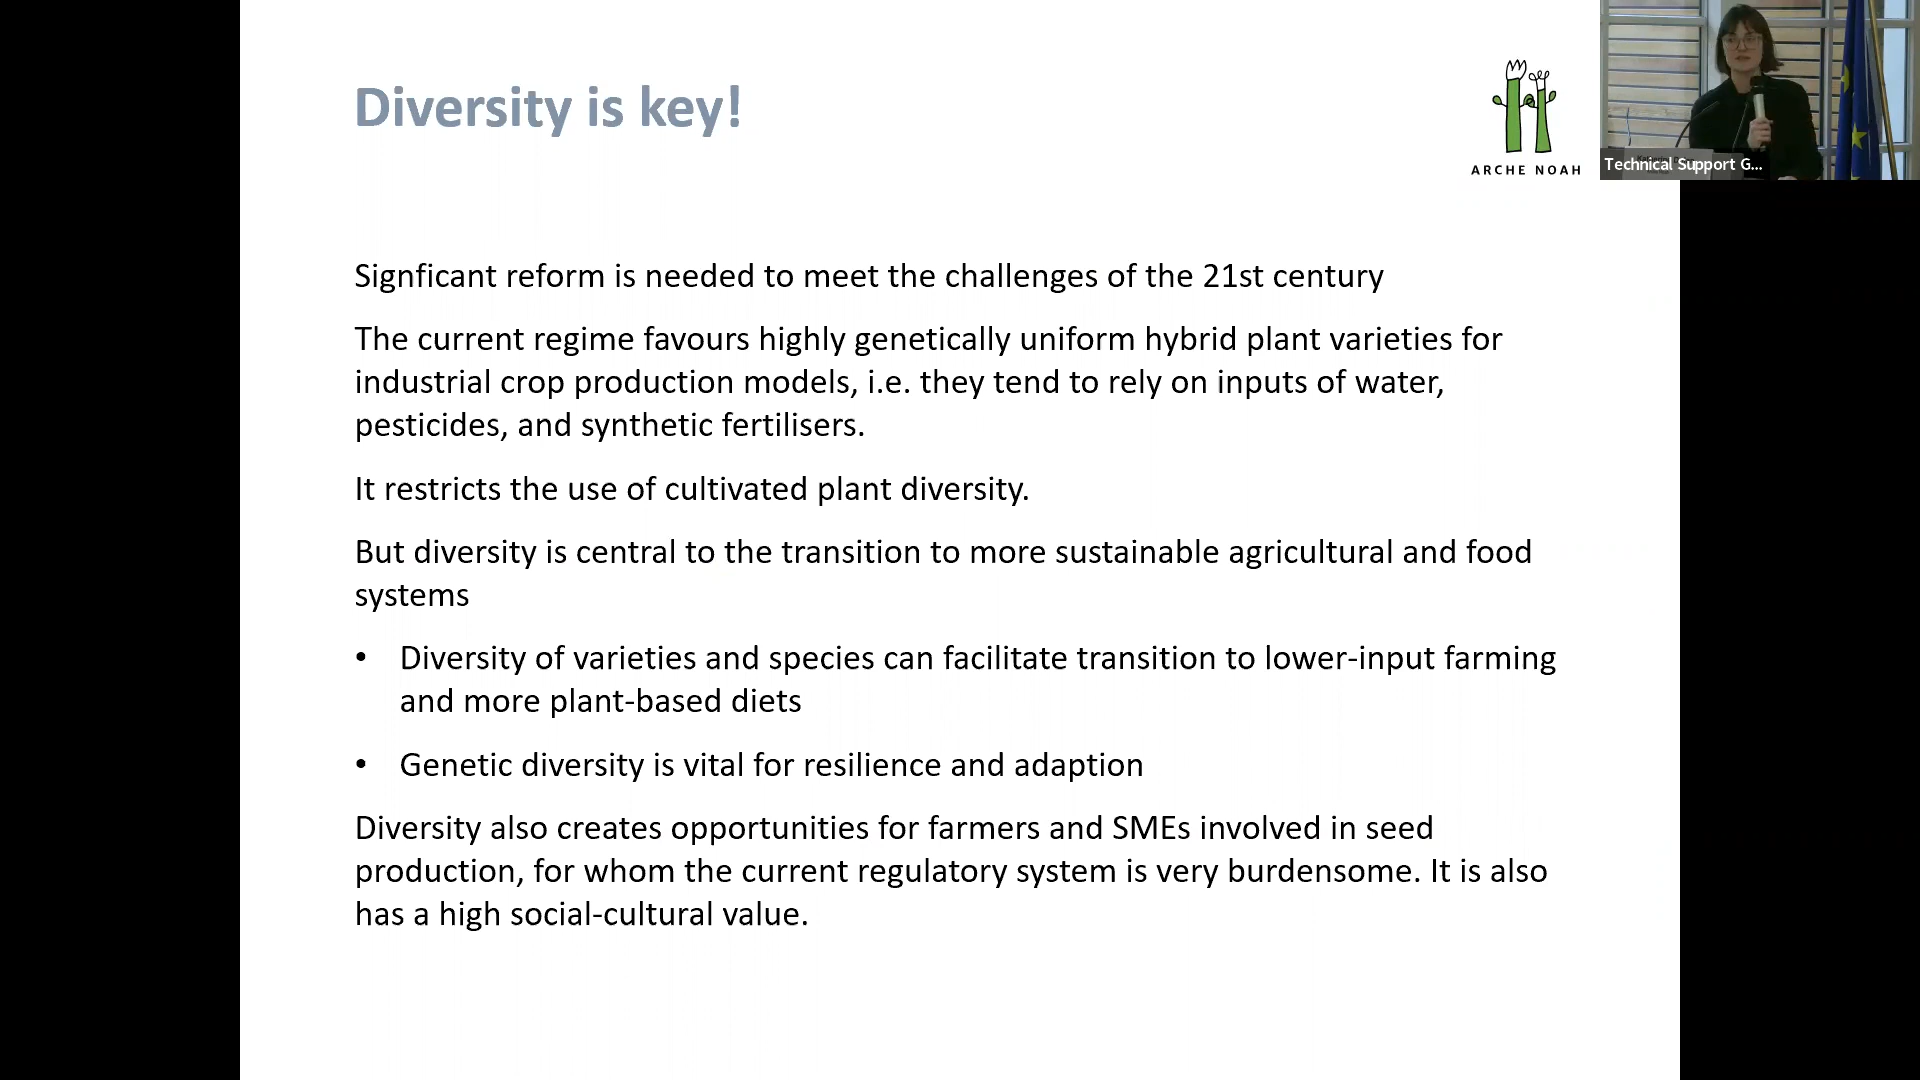 Diversity is key!
ARCHE NOAH
Technical Support G...
Signficant reform is needed to meet the challenges of the 21st century
The current regime favours highly genetically uniform hybrid plant varieties for
industrial crop production models, i.e. they tend to rely on inputs of water,
pesticides, and synthetic fertilisers.
It restricts the use of cultivated plant diversity.
But diversity is central to the transition to more sustainable agricultural and food
systems
• Diversity of varieties and species can facilitate transition to lower-input farming
and more plant-based diets
• Genetic diversity is vital for resilience and adaption
Diversity also creates opportunities for farmers and SMEs involved in seed
production, for whom the current regulatory system is very burdensome. It is also
has a high social-cultural value.